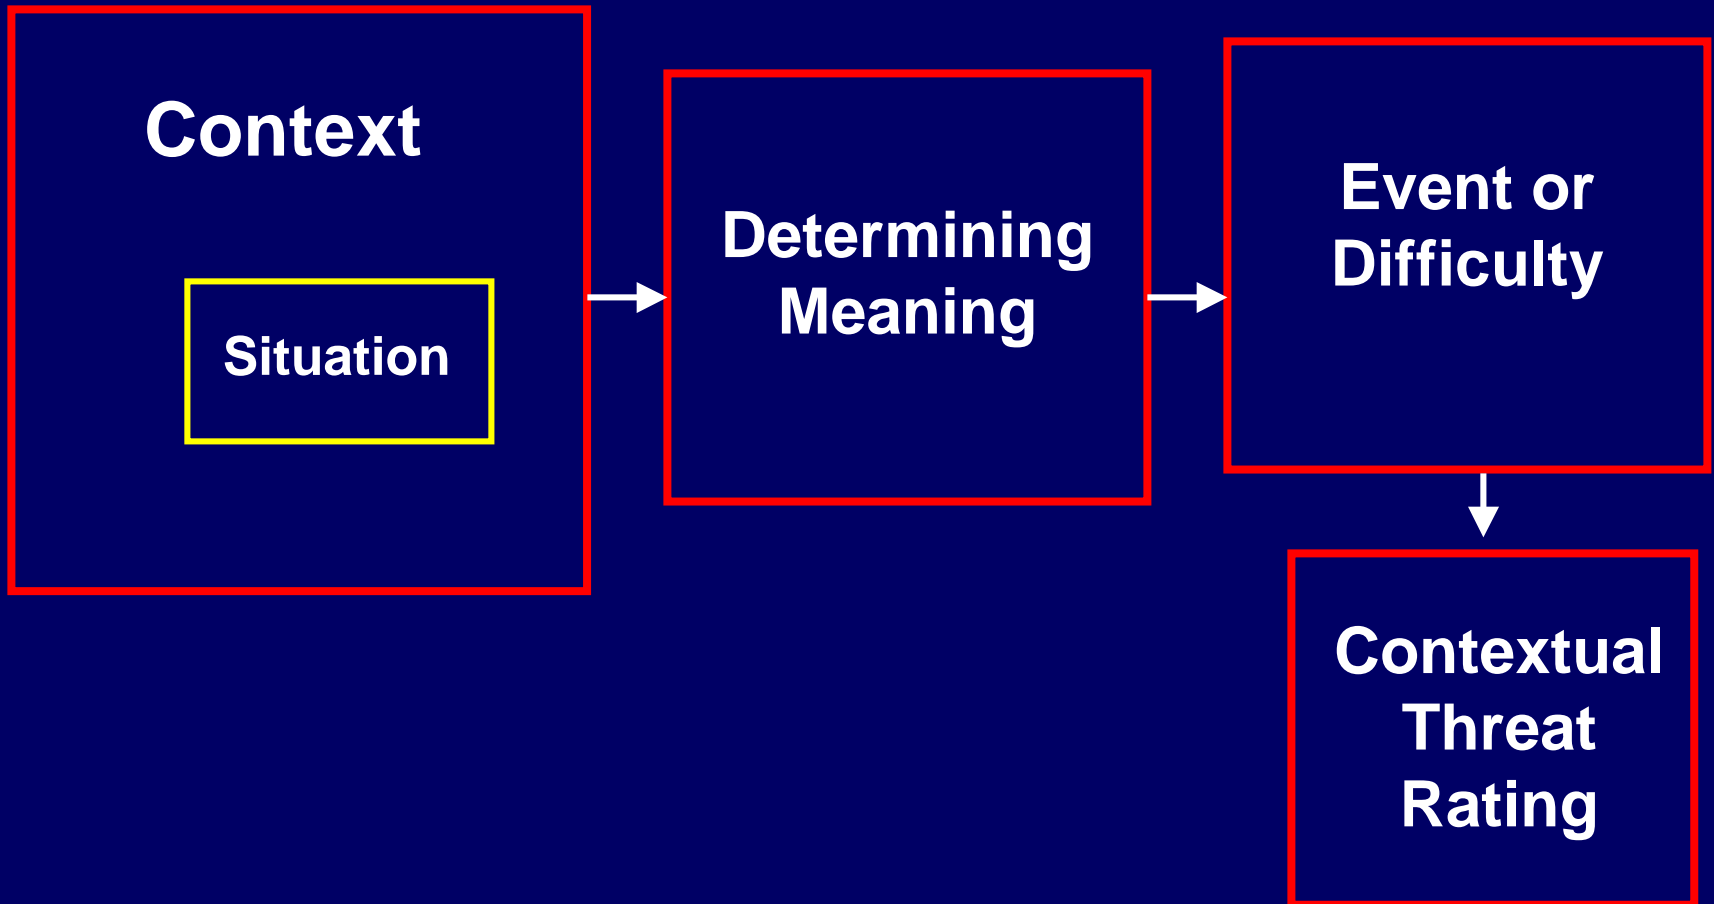 Context
Situation
Determining
Meaning
Event or
Difficulty
Contextual
Threat
Rating